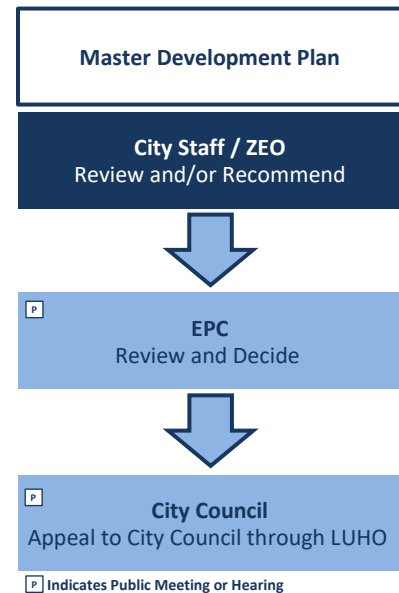 Master Development Plan
City Staff / ZEO
Review and/or Recommend
P
EPC
Review and Decide
P
City Council
Appeal to City Council through LUHO
P Indicates Public Meeting or Hearing